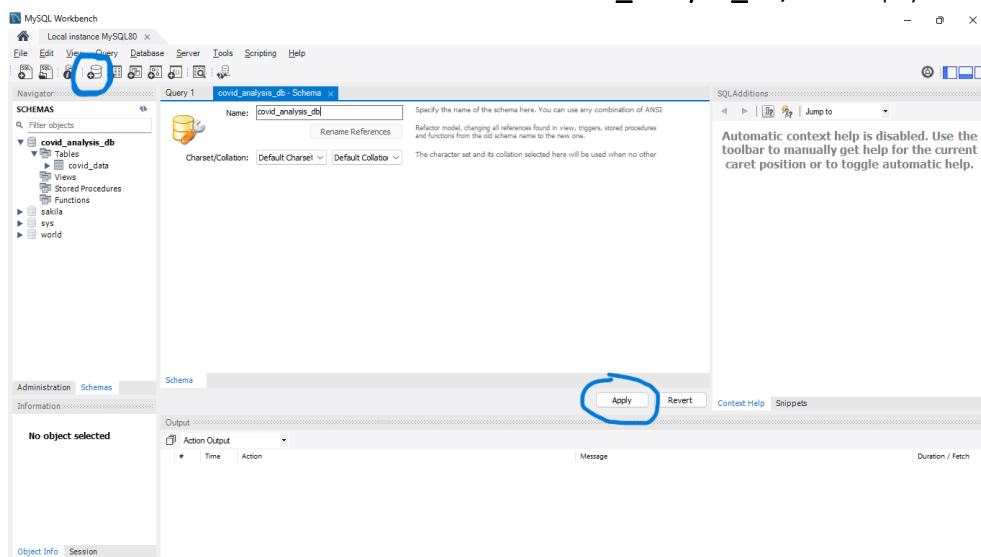 MySQL Workbench
Local instance MySQL80 ×
File Edit View Query Database Server Tools Scripting Help
Navigator
SCHEMAS
Filter objects
covid_analysis_db
Tables
covid_data
Views
Stored Procedures
Functions
sakila
sys
world
Administration Schemas
Information
No object selected
Object Info Session
Query 1 covid_analysis_db - Schema ×
Name: covid_analysis_db
Specify the name of the schema here. You can use any combination of ANSI
Rename References
Refactor model, changing all references found in view, triggers, stored procedures
and functions from the old schema name to the new one.
Charset/Collation: Default Charset Default Collation
The character set and its collation selected here will be used when no other
Schema
Apply Revert
Output
Action Output
# Time Action Message Duration / Fetch
SQLAdditions
Jump to
Automatic context help is disabled. Use the
toolbar to manually get help for the current
caret position or to toggle automatic help.
Context Help Snippets